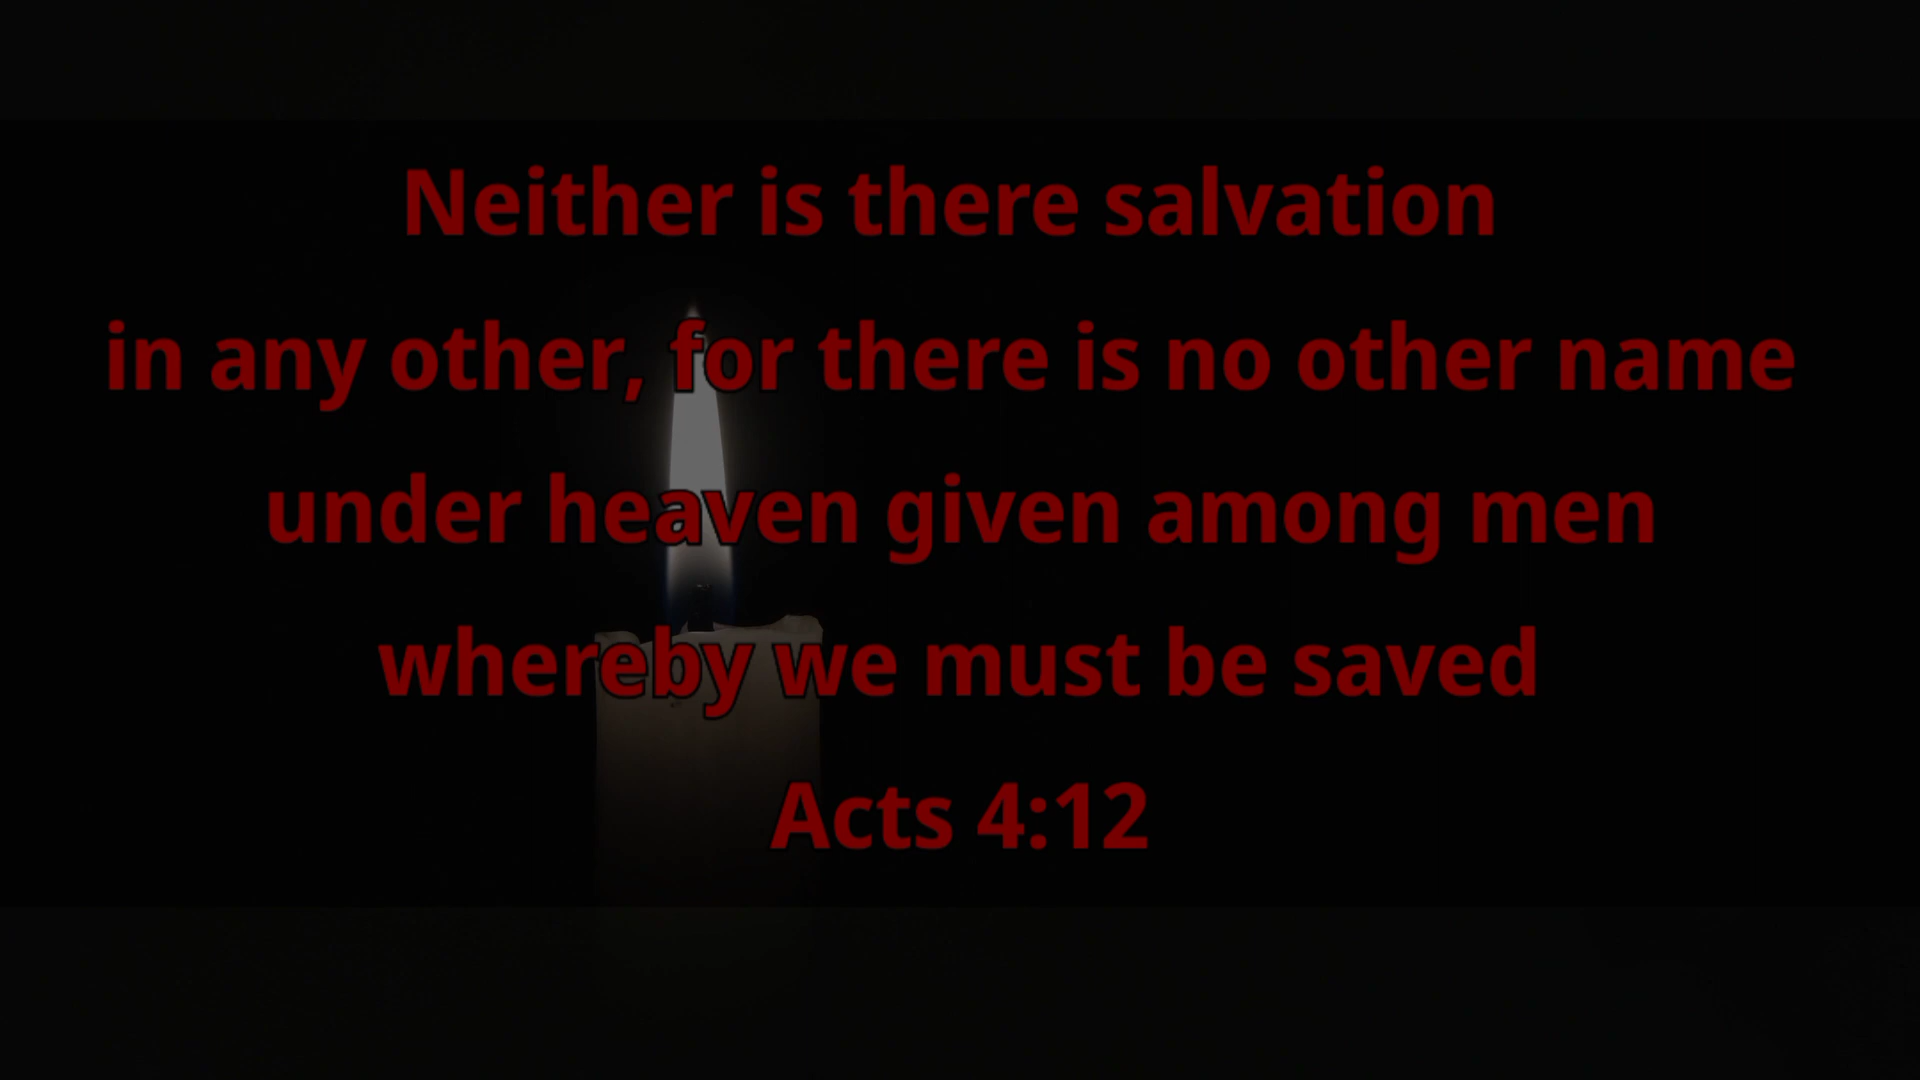 Neither is there salvation
in any other, for there is no other name
under heaven given among men
whereby we must be saved
Acts 4:12